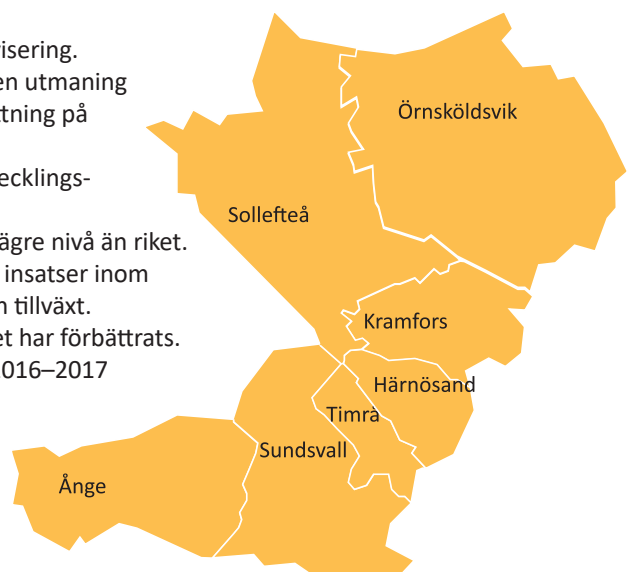 isering.
en utmaning
tning på
ecklings-
ägre nivå än riket.
insatser inom
n tillväxt.
et har förbättrats.
2016–2017
Örnsköldsvik
Sollefteå
Kramfors
Härnösand
Timrå
Sundsvall
Ånge